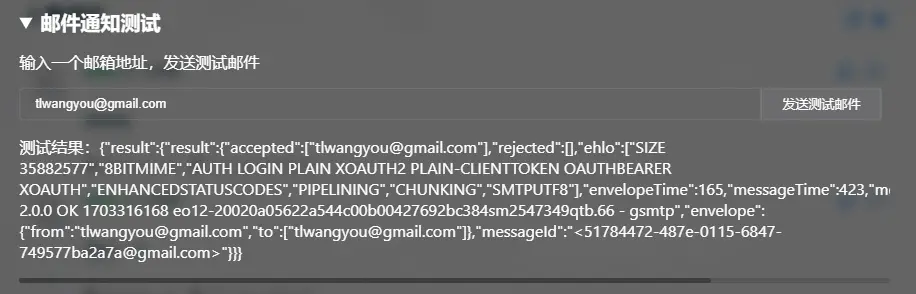 ▼ 邮件通知测试
输入一个邮箱地址，发送测试邮件
tlwangyou@gmail.com 发送测试邮件
测试结果：{"result":{"result":{"accepted":["tlwangyou@gmail.com"],"rejected":[],"ehlo":["SIZE
35882577","8BITMIME","AUTH LOGIN PLAIN XOAUTH2 PLAIN-CLIENTTOKEN OAUTHBEARER
XOAUTH","ENHANCEDSTATUSCODES","PIPELINING","CHUNKING","SMTPUTF8"],"envelopeTime":165,"messageTime":423,"me
2.0.0 OK 1703316168 eo12-20020a05622a544c00b00427692bc384sm2547349qtb.66 - gsmtp","envelope":
{"from":"tlwangyou@gmail.com","to":["tlwangyou@gmail.com"]},"messageId":"<51784472-487e-0115-6847-
749577ba2a7a@gmail.com>"}}}